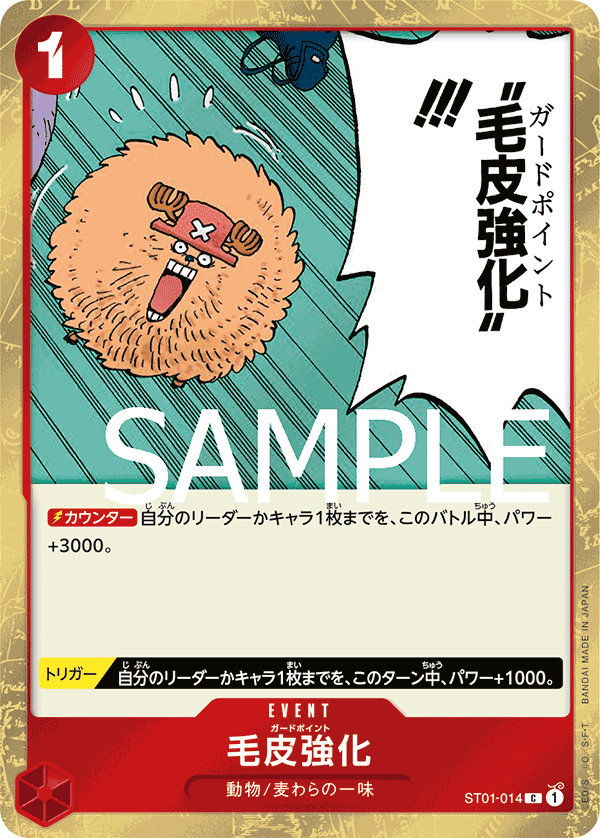 1
ガードポイント
"毛皮強化"
!!!
SAMPLE
カウンター 自分のリーダーかキャラ1枚までを、このバトル中、パワー
+3000。
トリガー 自分のリーダーかキャラ1枚までを、このターン中、パワー+1000。
EVENT
ガードポイント
毛皮強化
動物/麦わらの一味
ST01-014 C 1
BANDAI MADE IN JAPAN